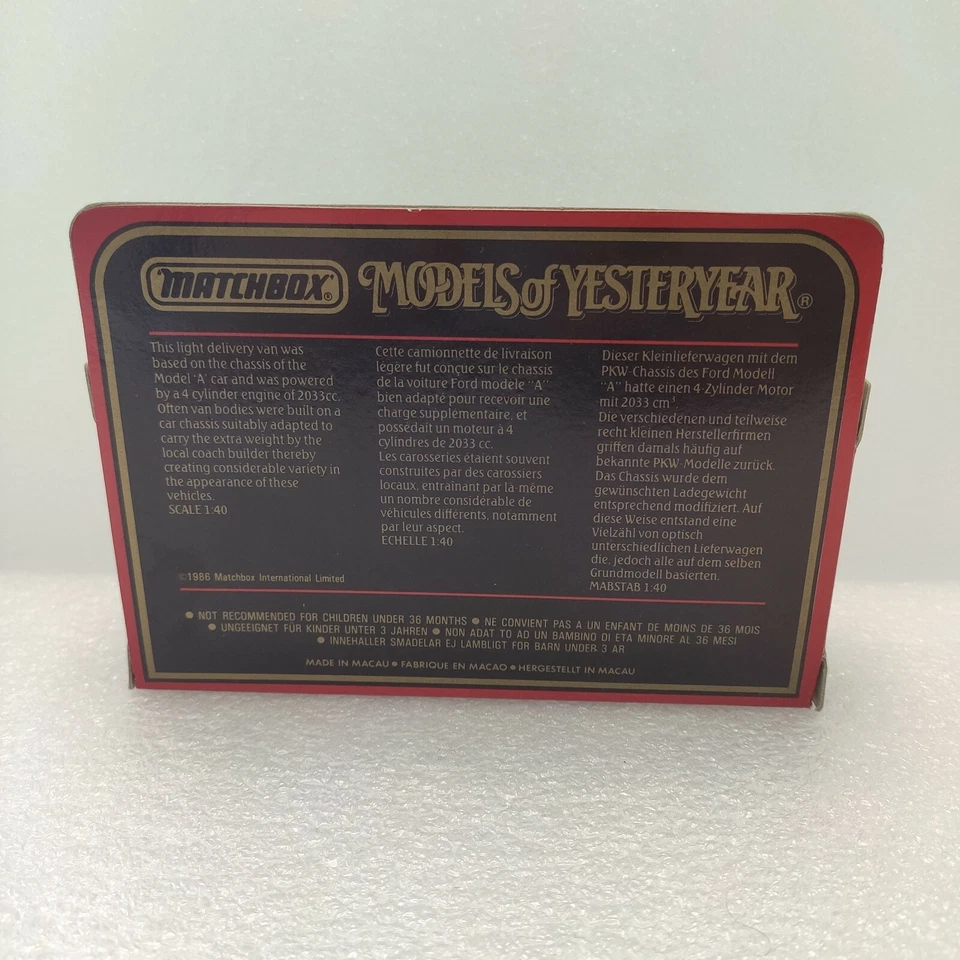 MATCHBOX® MODELS of YESTERYEAR®
This light delivery van was
based on the chassis of the
Model "A" car and was powered
by a 4 cylinder engine of 2033cc.
Often van bodies were built on a
car chassis suitably adapted to
carry the extra weight by the
local coach builder thereby
creating considerable variety in
the appearance of these
vehicles.
SCALE 1:40
©1986 Matchbox International Limited
Cette camionnette de livraison
légère fut conçue sur le chassis
de la voiture Ford modele "A"
bien adapté pour recevoir une
charge supplémentaire, et
possédait un moteur à 4
cylindres de 2033 cc.
Les carosseries étaient souvent
construites par des carossiers
locaux, entrainant par là-même
un nombre considérable de
véhicules différents, notamment
par leur aspect.
ECHELLE 1:40
Dieser Kleinlieferwagen mit dem
PKW-Chassis des Ford Modell
"A" hatte einen 4-Zylinder Motor
mit 2033 cm³.
Die verschiedenen und teilweise
recht kleinen Herstellerfirmen
griffen damals häufig auf
bekannte PKW-Modelle zurück.
Das Chassis wurde dem
gewünschten Ladegewicht
entsprechend modifiziert. Auf
diese Weise entstand eine
Vielzahl von optisch
unterschiedlichen Lieferwagen
die, jedoch alle auf dem selben
Grundmodell basierten.
MABSTAB 1:40
● NOT RECOMMENDED FOR CHILDREN UNDER 36 MONTHS ● NE CONVIENT PAS A UN ENFANT DE MOINS DE 36 MOIS
● UNGEEIGNET FÜR KINDER UNTER 3 JAHREN ● NON ADAT TO AD UN BAMBINO DI ETA MINORE AL 36 MESI
● INNEHALLER SMADELAR EJ LAMBLIGT FOR BARN UNDER 3 AR
MADE IN MACAU ● FABRIQUE EN MACAO ● HERGESTELLT IN MACAU